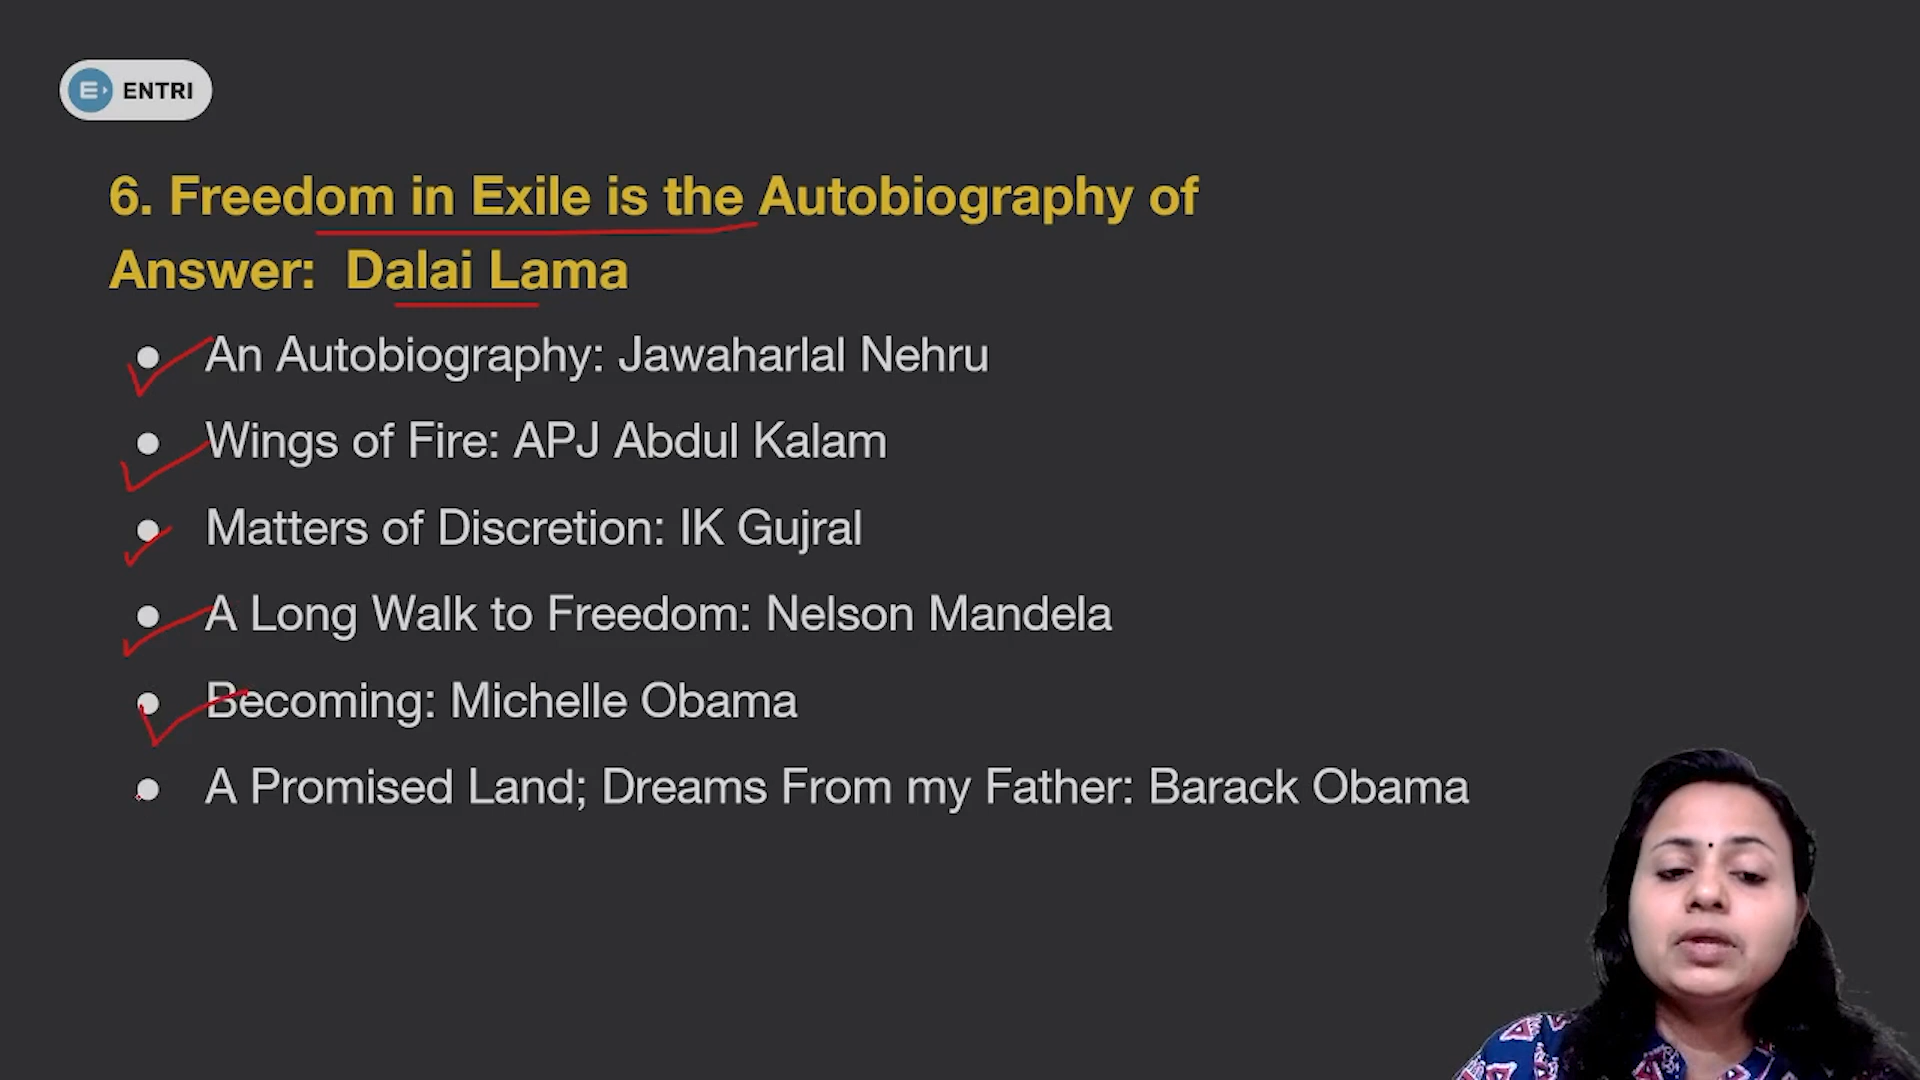 ENTRI
6. Freedom in Exile is the Autobiography of
Answer: Dalai Lama
● An Autobiography: Jawaharlal Nehru
● Wings of Fire: APJ Abdul Kalam
● Matters of Discretion: IK Gujral
● A Long Walk to Freedom: Nelson Mandela
● Becoming: Michelle Obama
● A Promised Land; Dreams From my Father: Barack Obama